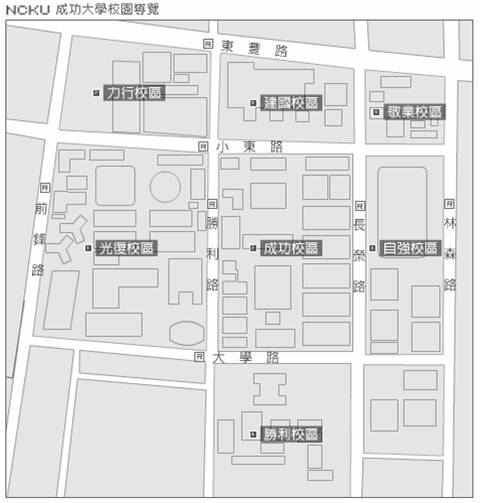 NCKU 成功大學校園導覽
東豐路
力行校區
建國校區
敬業校區
小東路
前鋒路
勝利路
長榮路
林森路
光復校區
成功校區
自強校區
大學路
勝利校區